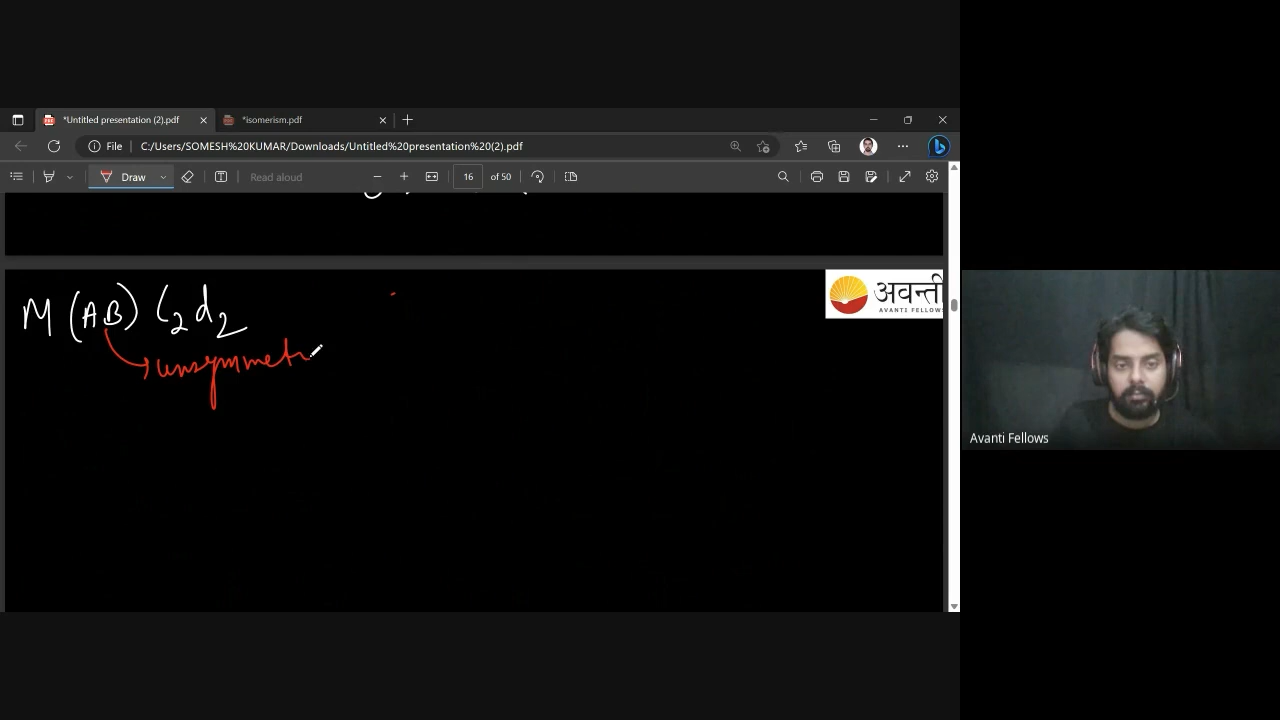 *Untitled presentation (2).pdf
*isomerism.pdf
File
C:/Users/SOMESH%20KUMAR/Downloads/Untitled%20presentation%20(2).pdf
Draw
Read aloud
16 of 50
M (AB) C2 d2
unsymmetr
अवन्ती
AVANTI FELLOWS
Avanti Fellows